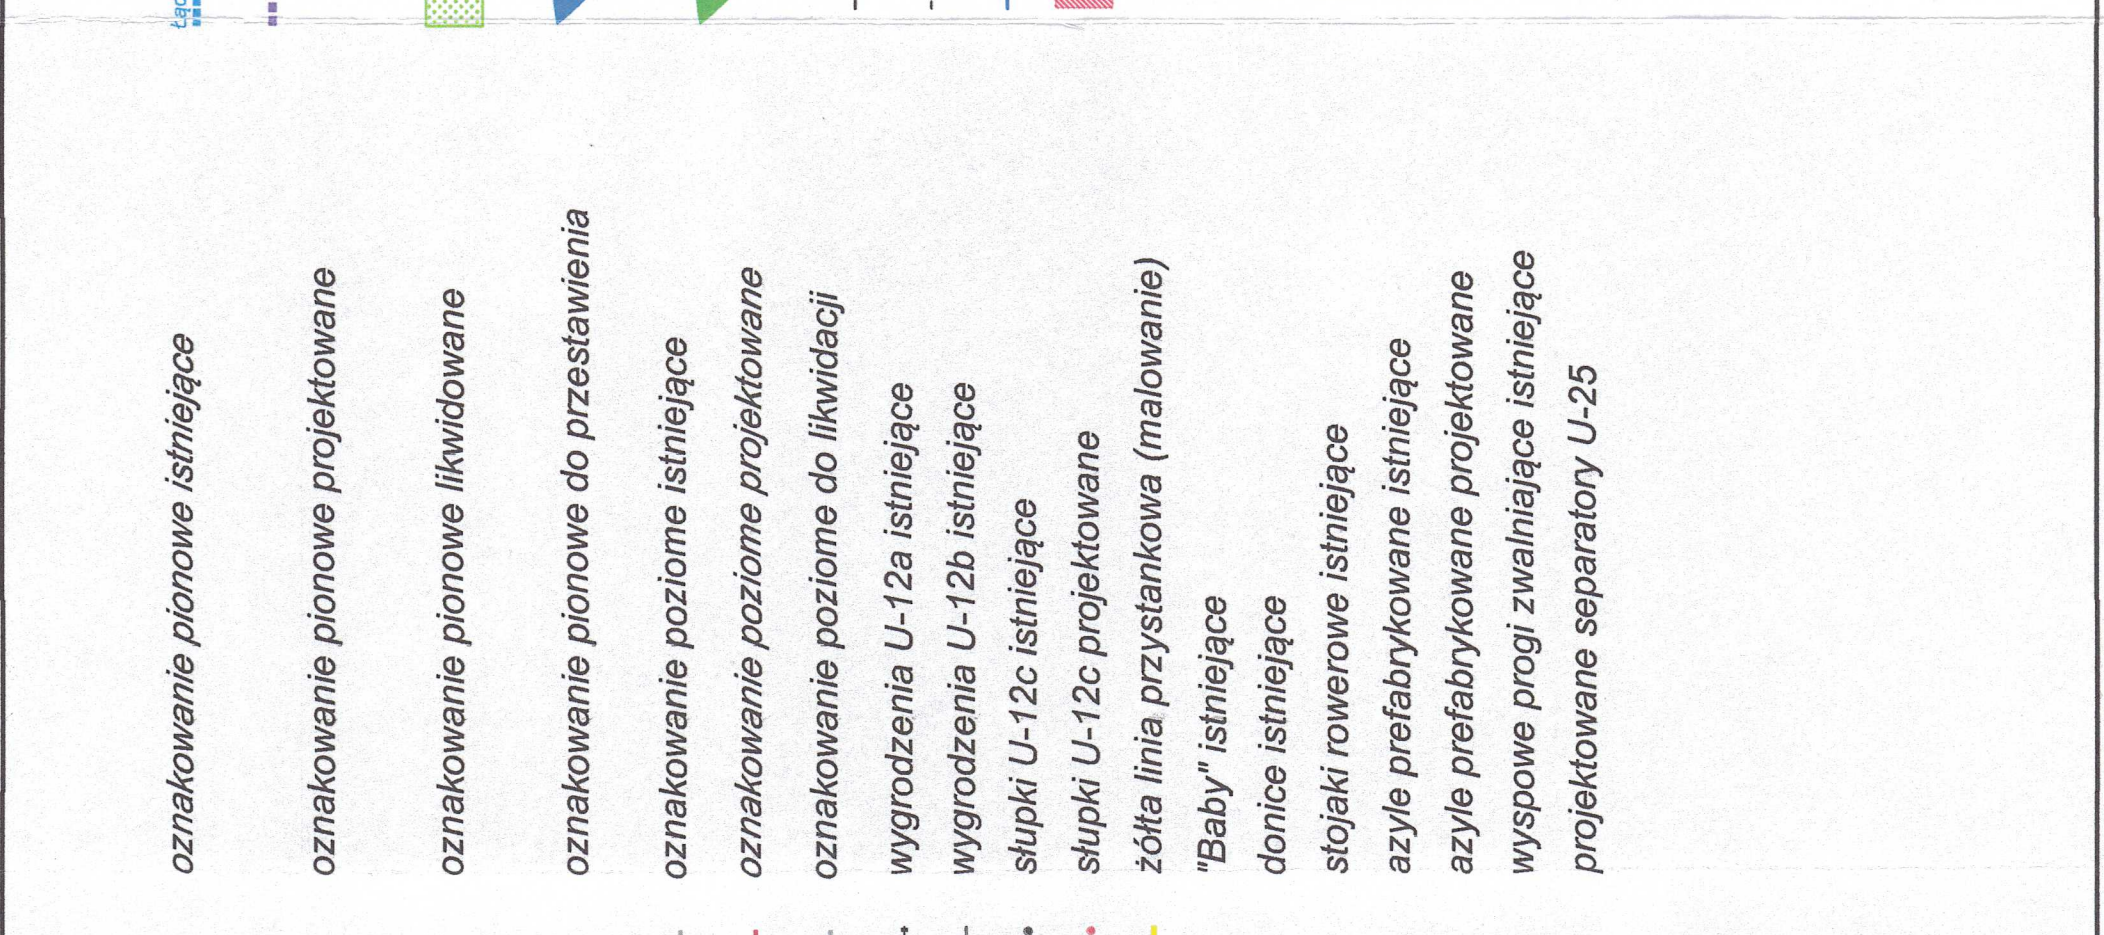 oznakowanie pionowe istniejące
oznakowanie pionowe projektowane
oznakowanie pionowe likwidowane
oznakowanie pionowe do przestawienia
oznakowanie poziome istniejące
oznakowanie poziome projektowane
oznakowanie poziome do likwidacji
wygrodzenia U-12a istniejące
wygrodzenia U-12b istniejące
słupki U-12c istniejące
słupki U-12c projektowane
żółta linia przystankowa (malowanie)
"Baby" istniejące
donice istniejące
stojaki rowerowe istniejące
azyle prefabrykowane istniejące
azyle prefabrykowane projektowane
wyspowe progi zwalniające istniejące
projektowane separatory U-25